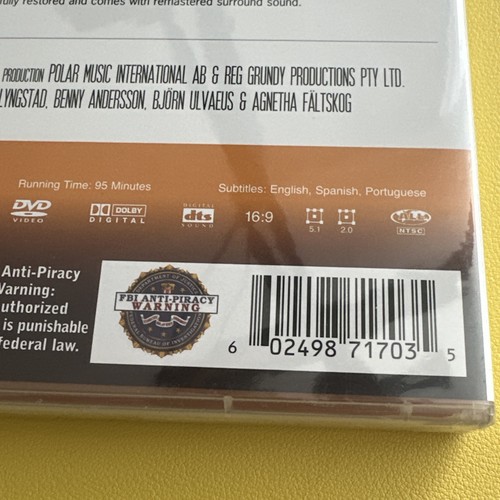 fully restored and comes with remastered surround sound.
PRODUCTION POLAR MUSIC INTERNATIONAL AB & REG GRUNDY PRODUCTIONS PTY LTD.
LYNGSTAD, BENNY ANDERSSON, BJÖRN ULVAEUS & AGNETHA FÄLTSKOG
Running Time: 95 Minutes
Subtitles: English, Spanish, Portuguese
DVD VIDEO
DOLBY DIGITAL
DIGITAL dts SOUND
16:9
5.1
2.0
ALL NTSC
Anti-Piracy
Warning:
uthorized
is punishable
federal law.
FBI ANTI-PIRACY
WARNING
6 02498 71703 5